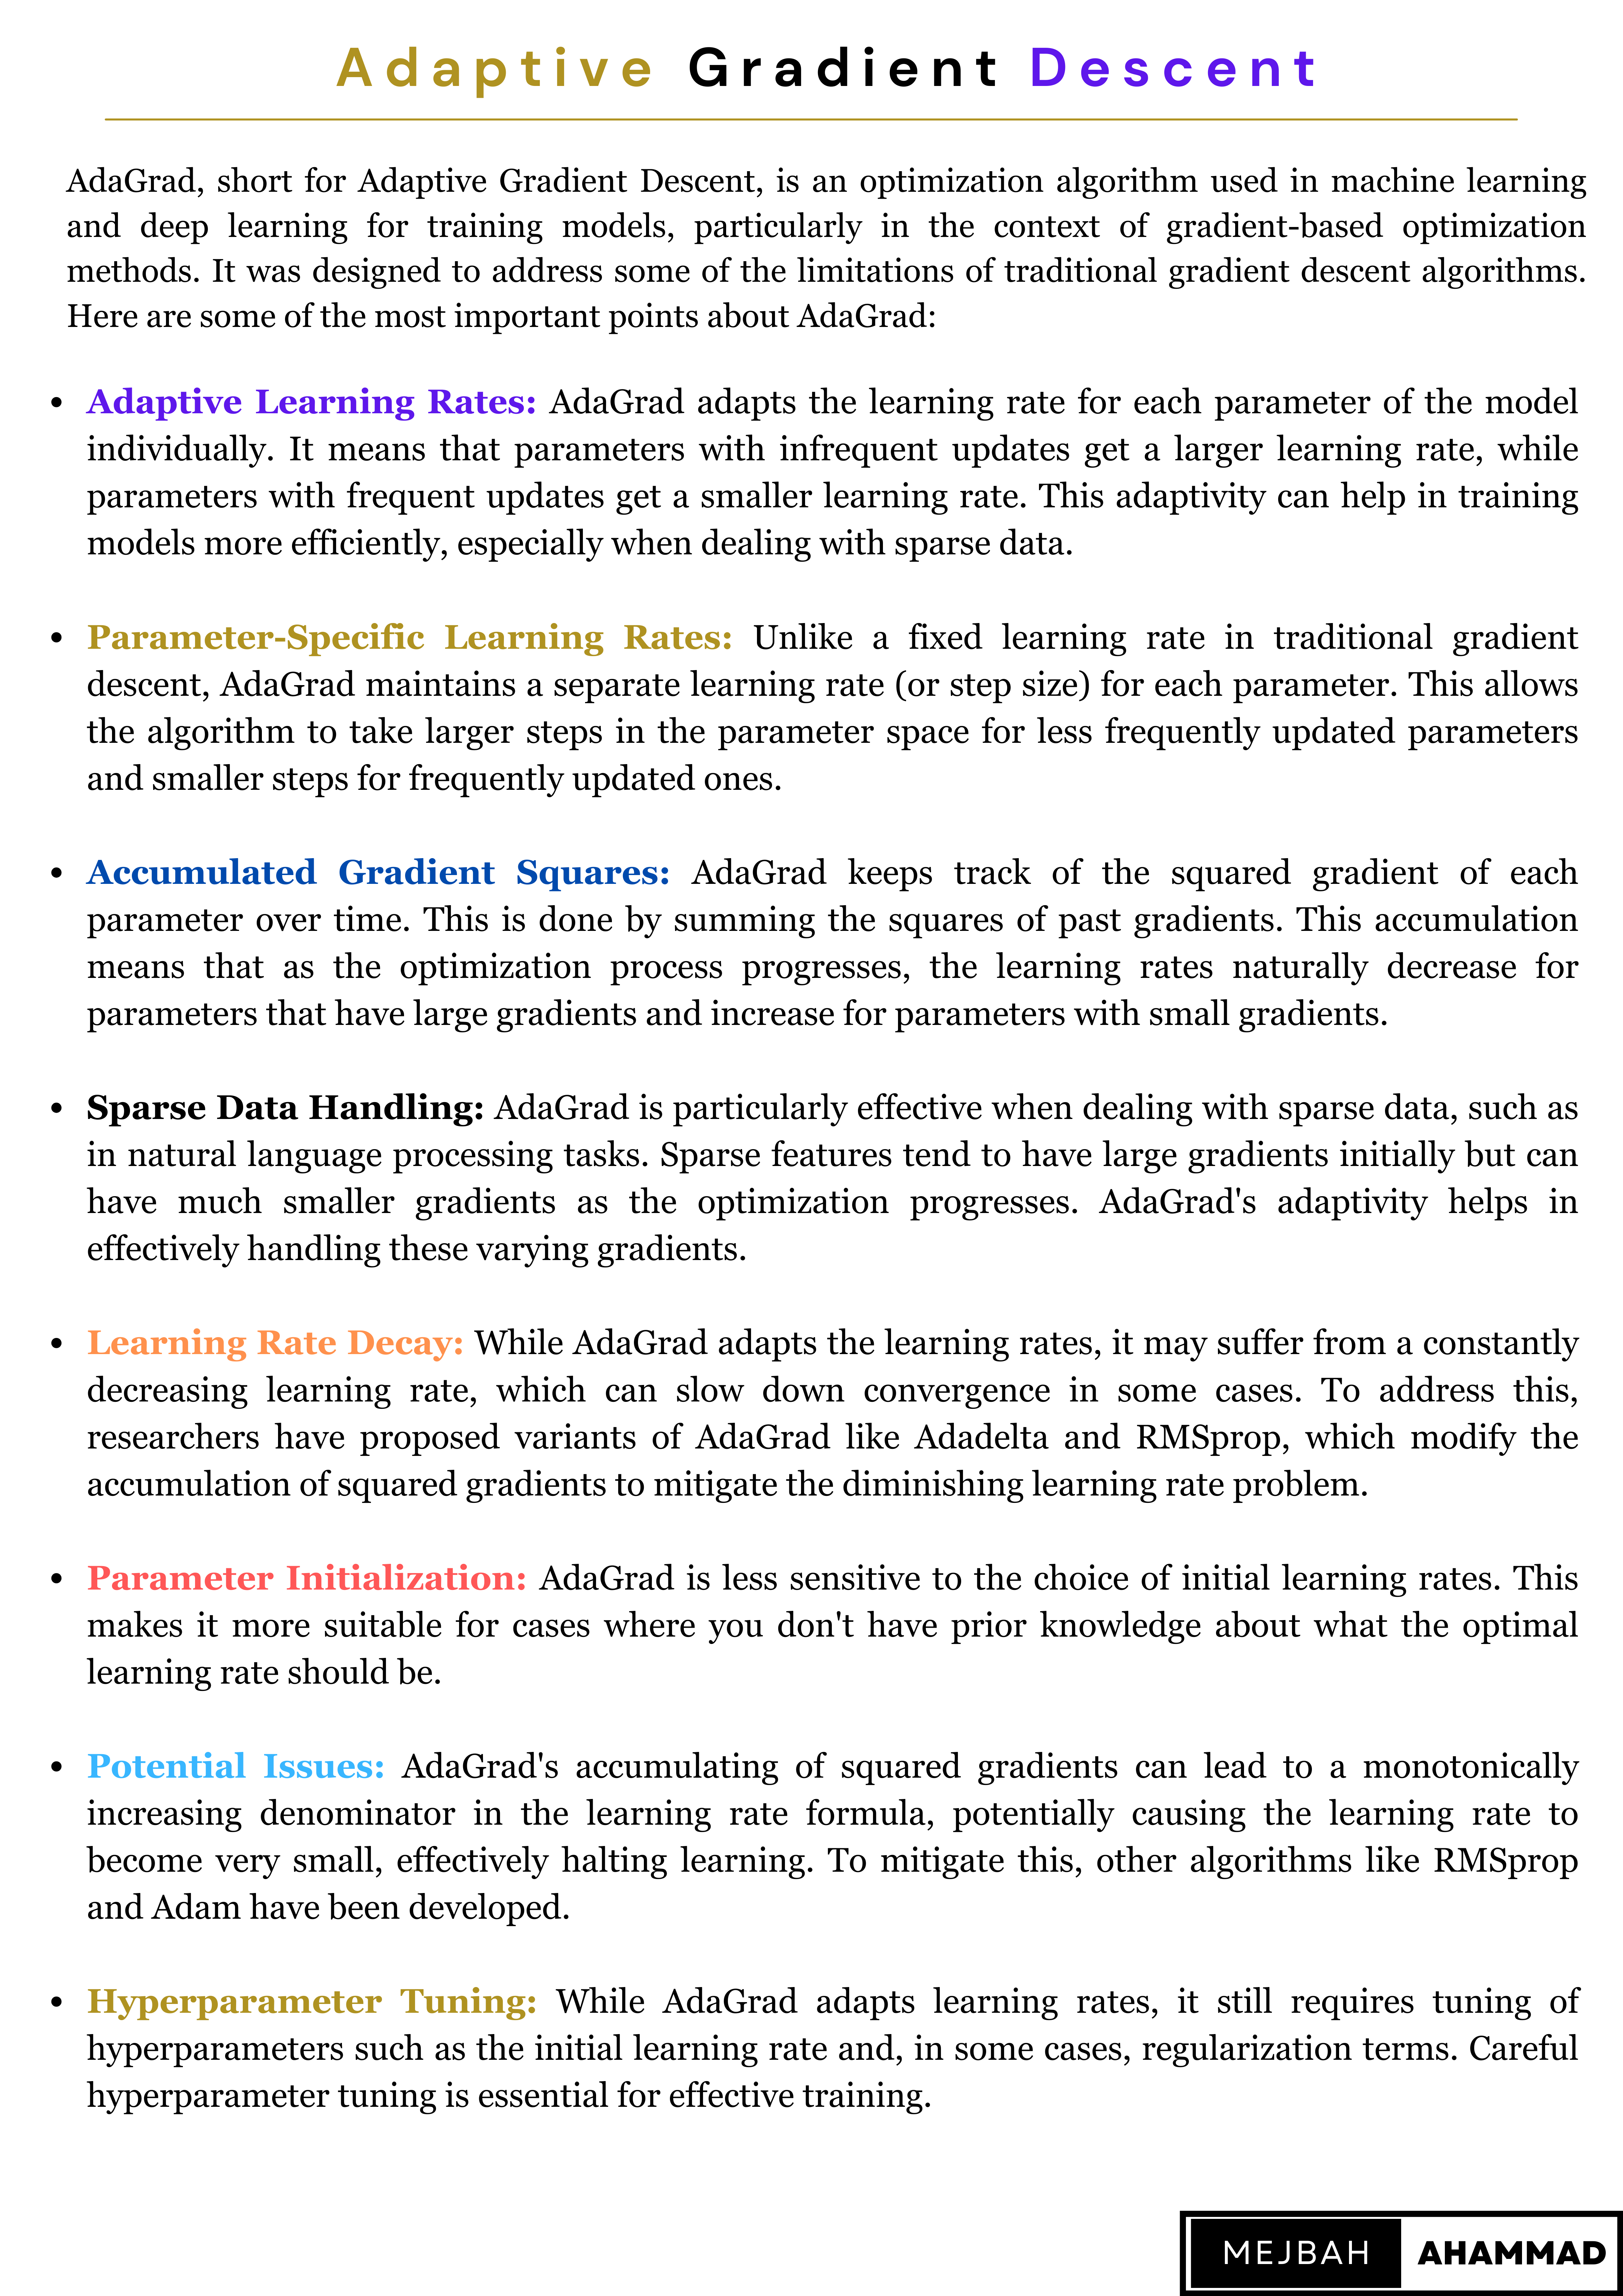 Adaptive Gradient Descent
AdaGrad, short for Adaptive Gradient Descent, is an optimization algorithm used in machine learning
and deep learning for training models, particularly in the context of gradient-based optimization
methods. It was designed to address some of the limitations of traditional gradient descent algorithms.
Here are some of the most important points about AdaGrad:
• Adaptive Learning Rates: AdaGrad adapts the learning rate for each parameter of the model
individually. It means that parameters with infrequent updates get a larger learning rate, while
parameters with frequent updates get a smaller learning rate. This adaptivity can help in training
models more efficiently, especially when dealing with sparse data.
• Parameter-Specific Learning Rates: Unlike a fixed learning rate in traditional gradient
descent, AdaGrad maintains a separate learning rate (or step size) for each parameter. This allows
the algorithm to take larger steps in the parameter space for less frequently updated parameters
and smaller steps for frequently updated ones.
• Accumulated Gradient Squares: AdaGrad keeps track of the squared gradient of each
parameter over time. This is done by summing the squares of past gradients. This accumulation
means that as the optimization process progresses, the learning rates naturally decrease for
parameters that have large gradients and increase for parameters with small gradients.
• Sparse Data Handling: AdaGrad is particularly effective when dealing with sparse data, such as
in natural language processing tasks. Sparse features tend to have large gradients initially but can
have much smaller gradients as the optimization progresses. AdaGrad's adaptivity helps in
effectively handling these varying gradients.
• Learning Rate Decay: While AdaGrad adapts the learning rates, it may suffer from a constantly
decreasing learning rate, which can slow down convergence in some cases. To address this,
researchers have proposed variants of AdaGrad like Adadelta and RMSprop, which modify the
accumulation of squared gradients to mitigate the diminishing learning rate problem.
• Parameter Initialization: AdaGrad is less sensitive to the choice of initial learning rates. This
makes it more suitable for cases where you don't have prior knowledge about what the optimal
learning rate should be.
• Potential Issues: AdaGrad's accumulating of squared gradients can lead to a monotonically
increasing denominator in the learning rate formula, potentially causing the learning rate to
become very small, effectively halting learning. To mitigate this, other algorithms like RMSprop
and Adam have been developed.
• Hyperparameter Tuning: While AdaGrad adapts learning rates, it still requires tuning of
hyperparameters such as the initial learning rate and, in some cases, regularization terms. Careful
hyperparameter tuning is essential for effective training.
MEJBAH AHAMMAD